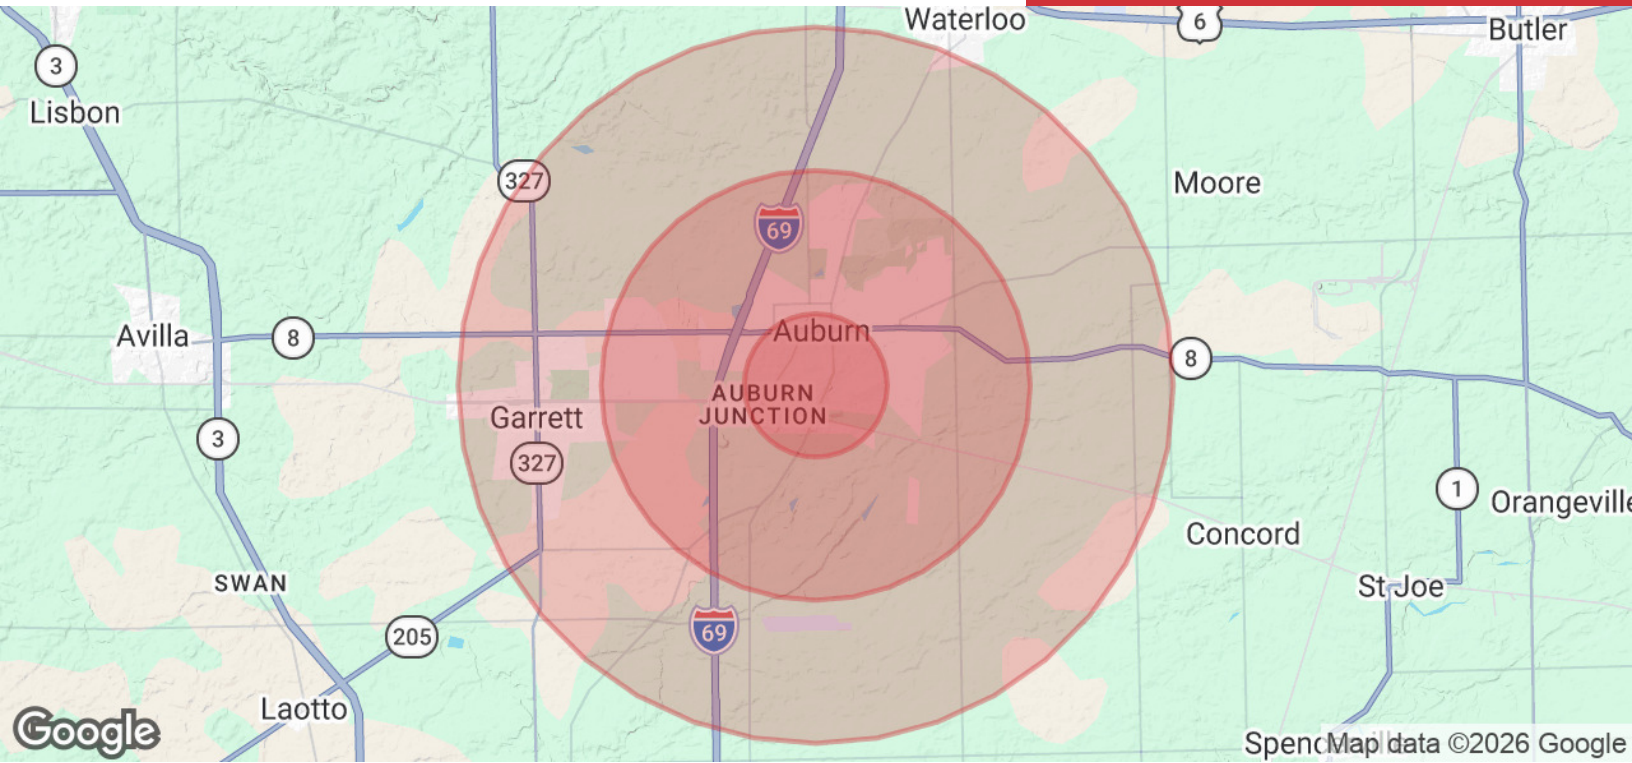 Waterloo
6
Butler
3
Lisbon
327
Moore
69
Avilla
8
Auburn
8
AUBURN
JUNCTION
Garrett
3
327
1
Orangeville
Concord
SWAN
St Joe
69
205
Laotto
Google
Map data ©2026 Google